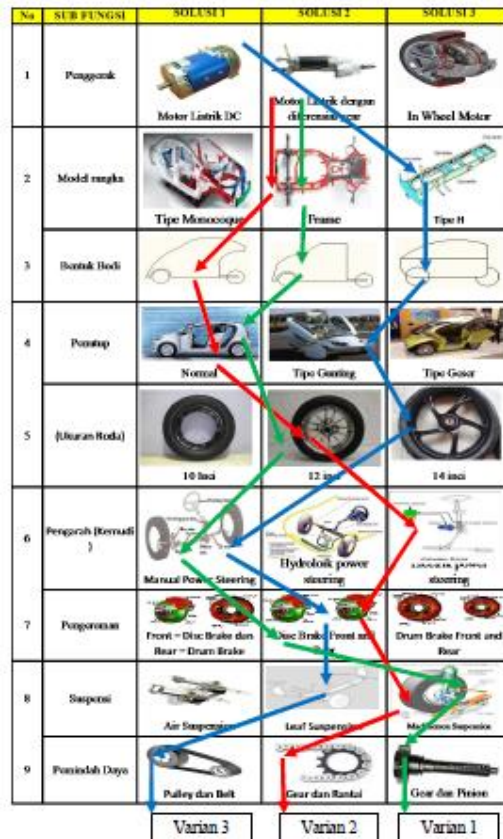 No SUB FUNGSI SOLUSI 1 SOLUSI 2 SOLUSI 3
1 Penggerak
Motor Listrik DC
Motor Listrik dengan
diferensial gear
In Wheel Motor
2 Model rangka
Tipe Monocoque
Frame
Tipe H
3 Bentuk Bodi
4 Penutup
Normal
Tipe Gunting
Tipe Geser
5 (Ukuran Roda)
10 Inci
12 inci
14 inci
6 Pengarah (Kemudi
)
Manual Power Steering
Hydrolik power
steering
steering
7 Pengereman
Front = Disc Brake dan
Rear = Drum Brake
Disc Brake Front and
Drum Brake Front and
Rear
8 Suspensi
Air Suspension
Leaf Suspension
Suspension
9 Pemindah Daya
Pulley dan Belt
Gear dan Rantai
Gear dan Pinion
Varian 3
Varian 2
Varian 1